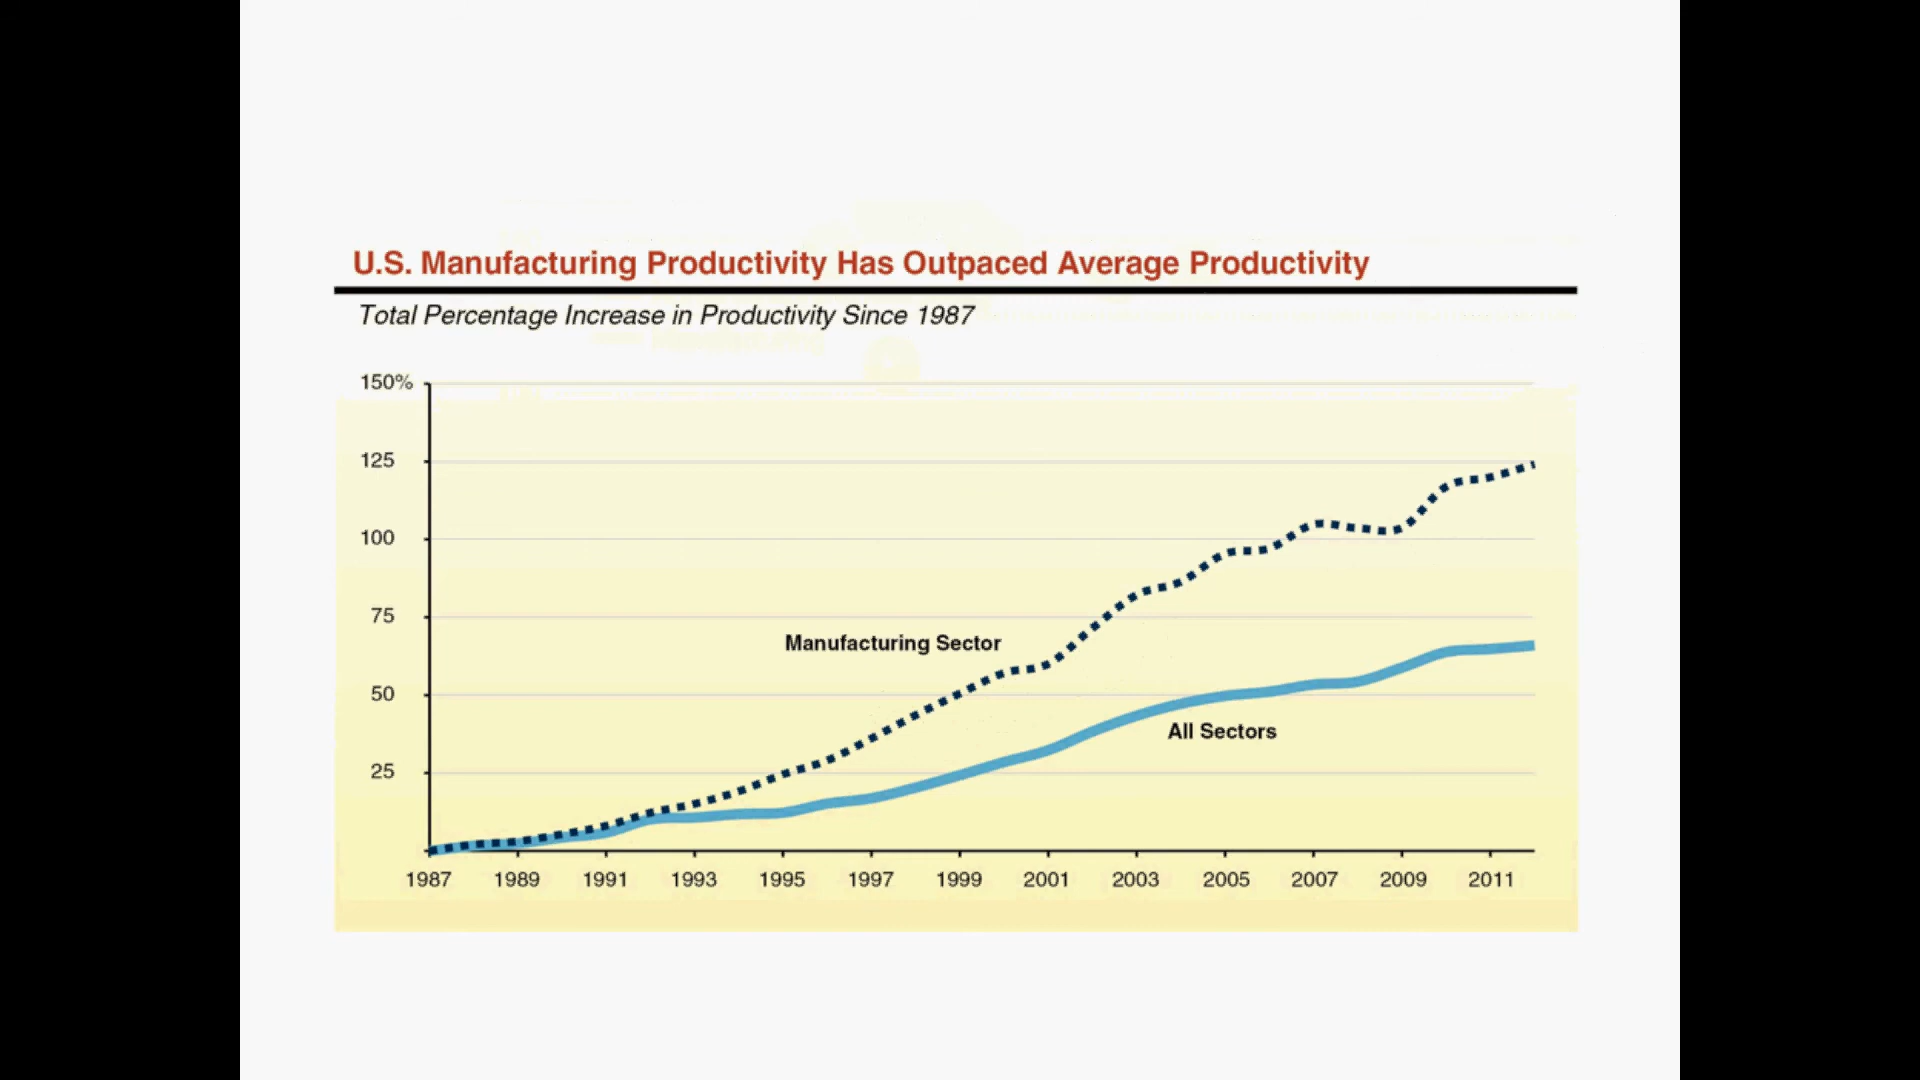 U.S. Manufacturing Productivity Has Outpaced Average Productivity
Total Percentage Increase in Productivity Since 1987
150%
125
100
75
Manufacturing Sector
50
All Sectors
25
1987 1989 1991 1993 1995 1997 1999 2001 2003 2005 2007 2009 2011